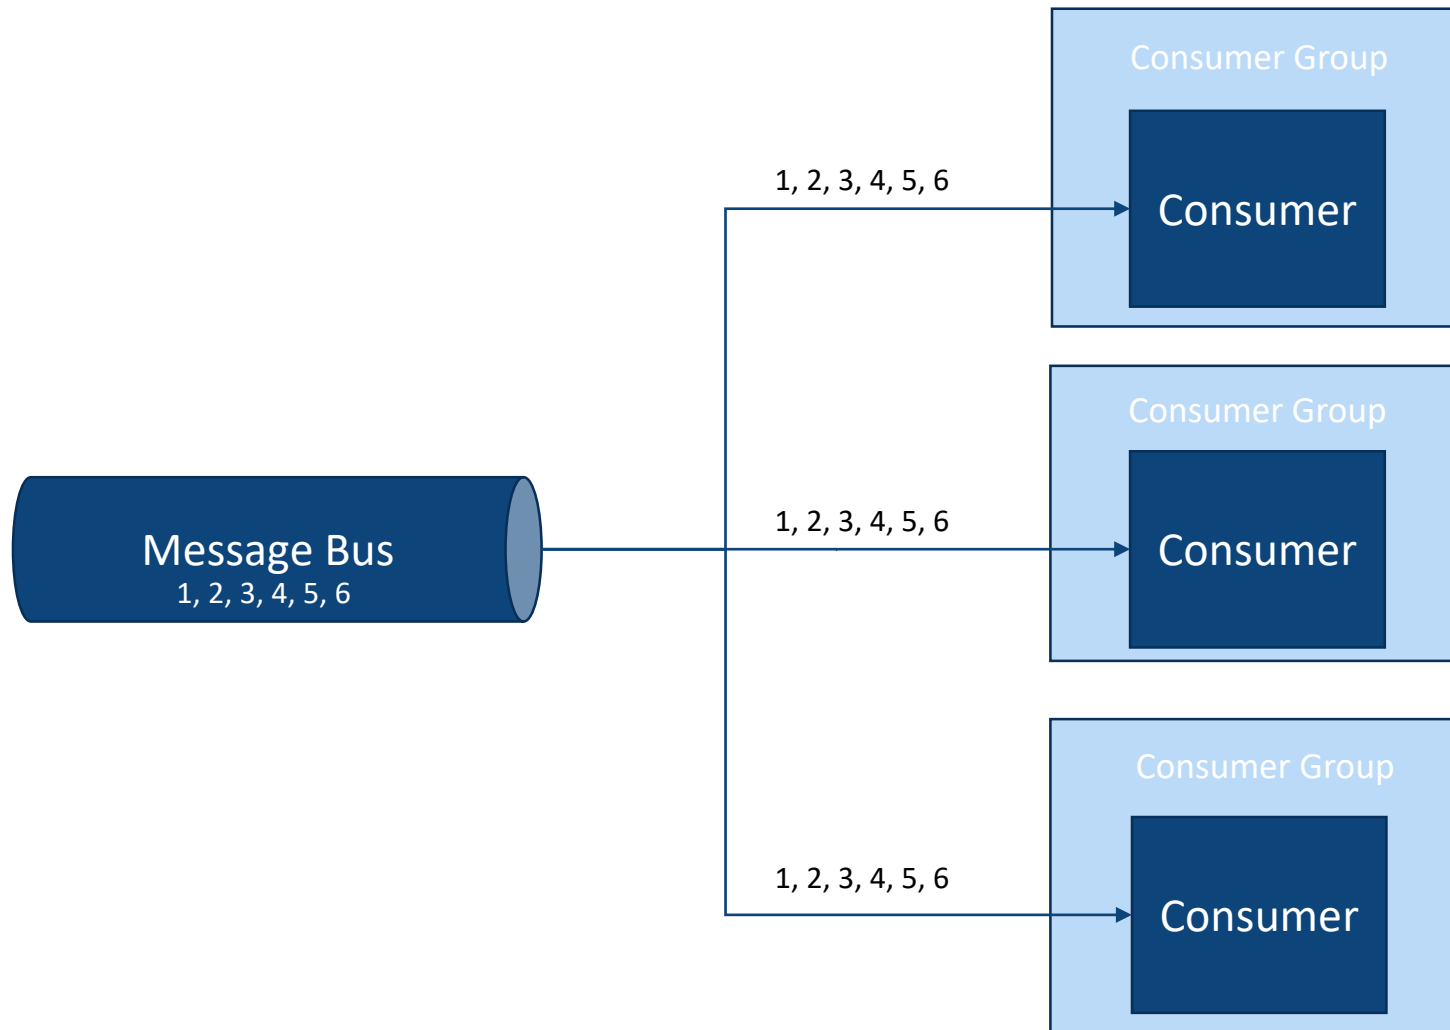 Consumer Group
1, 2, 3, 4, 5, 6
Consumer
Consumer Group
1, 2, 3, 4, 5, 6
Consumer
Message Bus
1, 2, 3, 4, 5, 6
Consumer Group
1, 2, 3, 4, 5, 6
Consumer